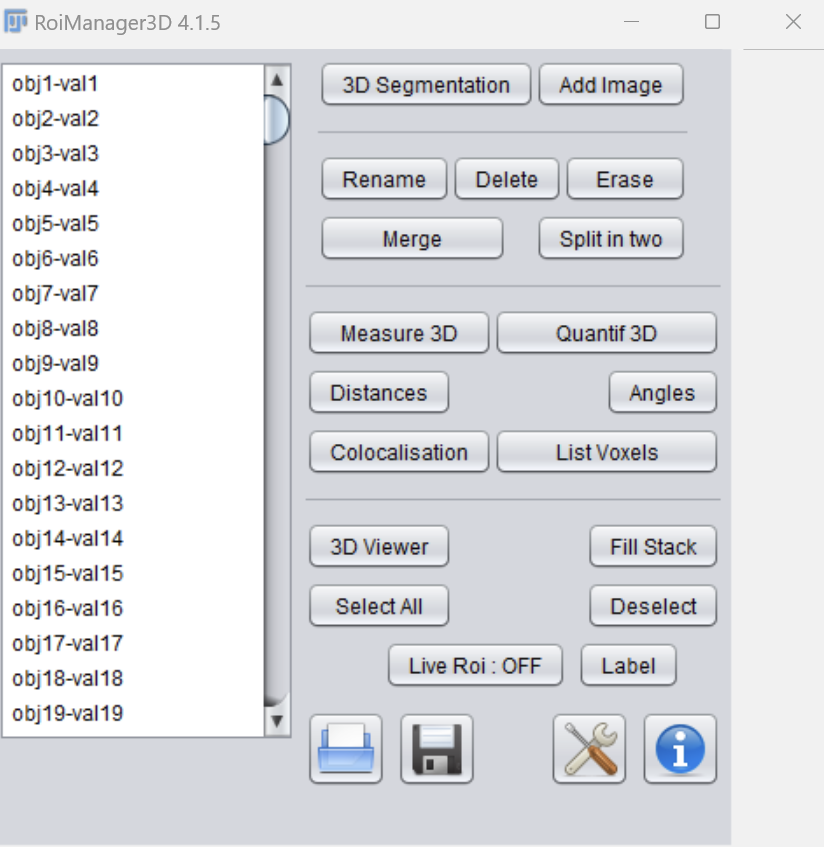 RoiManager3D 4.1.5
obj1-val1
obj2-val2
obj3-val3
obj4-val4
obj5-val5
obj6-val6
obj7-val7
obj8-val8
obj9-val9
obj10-val10
obj11-val11
obj12-val12
obj13-val13
obj14-val14
obj15-val15
obj16-val16
obj17-val17
obj18-val18
obj19-val19
3D Segmentation Add Image
Rename Delete Erase
Merge Split in two
Measure 3D Quantif 3D
Distances Angles
Colocalisation List Voxels
3D Viewer Fill Stack
Select All Deselect
Live Roi : OFF Label